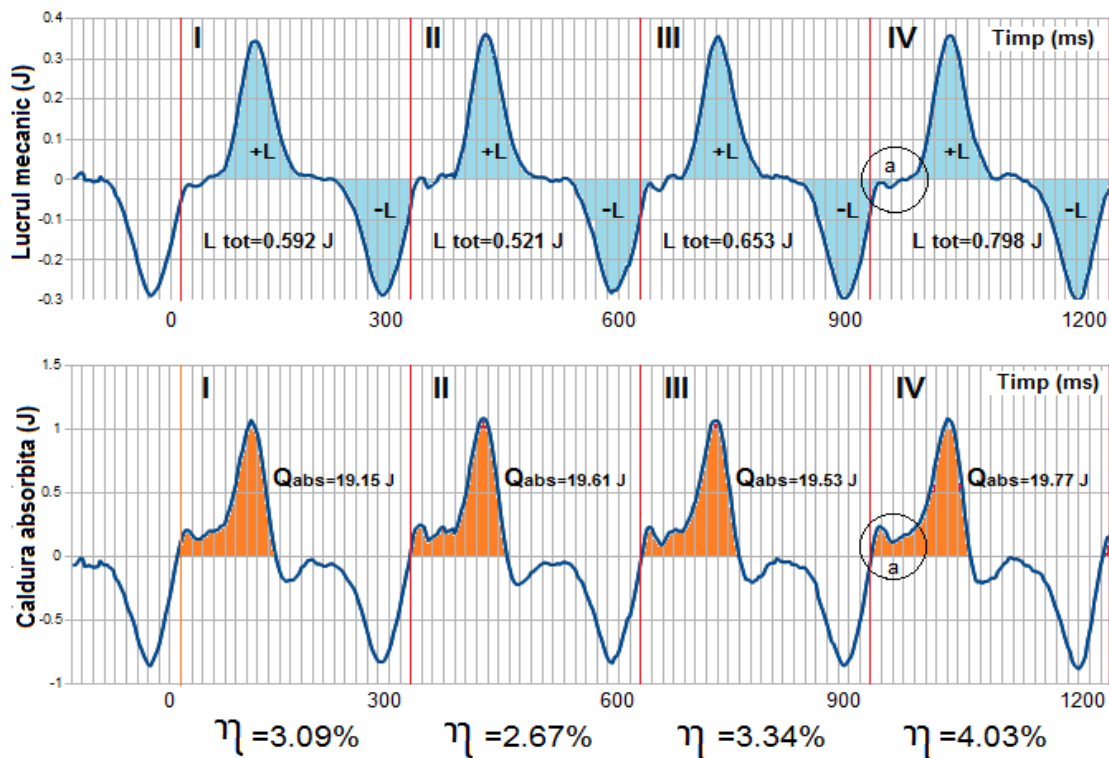 Lucrul mecanic (J)
0.4
0.3
0.2
0.1
0
-0.1
-0.2
-0.3
I
II
III
IV
Timp (ms)
+L
+L
+L
+L
a
-L
-L
-L
-L
L tot=0.592 J
L tot=0.521 J
L tot=0.653 J
L tot=0.798 J
0
300
600
900
1200
Caldura absorbita (J)
1.5
1
0.5
0
-0.5
-1
I
II
III
IV
Timp (ms)
Qabs=19.15 J
Qabs=19.61 J
Qabs=19.53 J
Qabs=19.77 J
a
0
300
600
900
1200
η =3.09%
η =2.67%
η =3.34%
η =4.03%